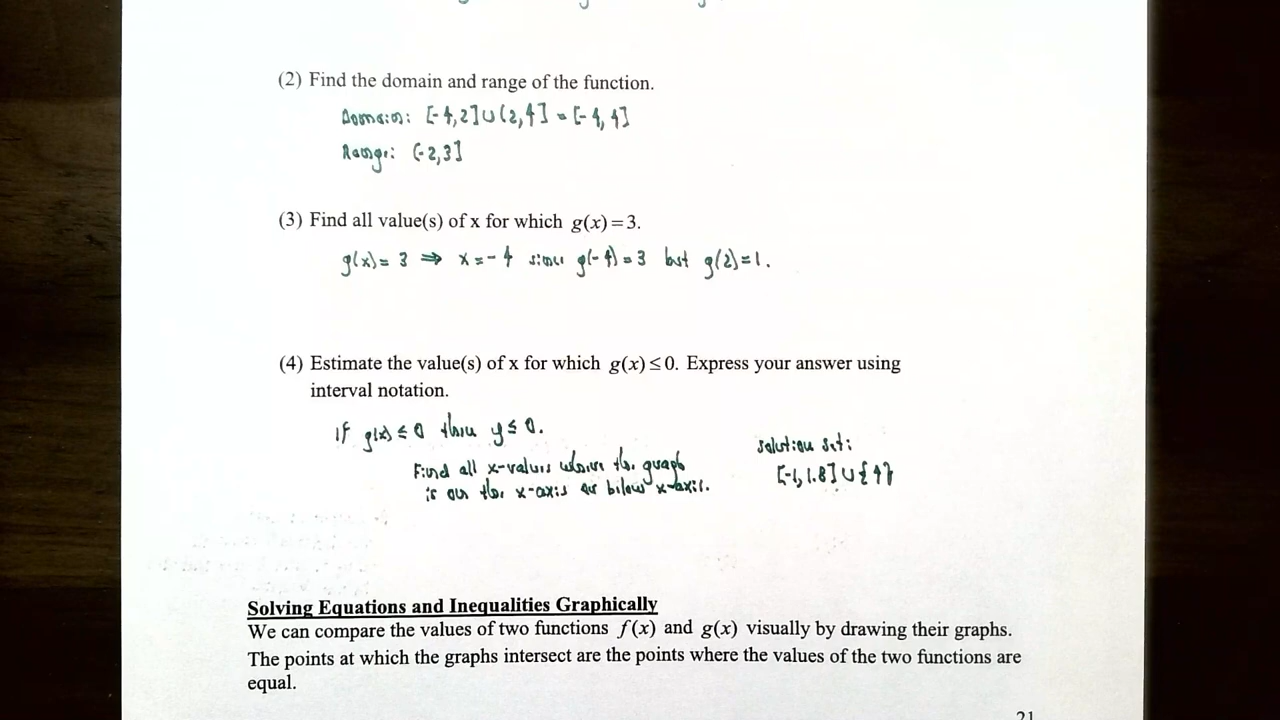 (2) Find the domain and range of the function.
Domain: [-4,2]∪(2,4] = [-4,4]
Range: (-2,3]
(3) Find all value(s) of x for which g(x)=3.
g(x)= 3 ⇒ x=-4 since g(-4)=3 but g(2)=1.
(4) Estimate the value(s) of x for which g(x)≤0. Express your answer using
interval notation.
If g(x) ≤ 0 then y ≤ 0.
Find all x-values where the graph
is on the x-axis or below x-axis.
Solution set:
[-1,1.8]∪{4}
Solving Equations and Inequalities Graphically
We can compare the values of two functions f(x) and g(x) visually by drawing their graphs.
The points at which the graphs intersect are the points where the values of the two functions are
equal.
21